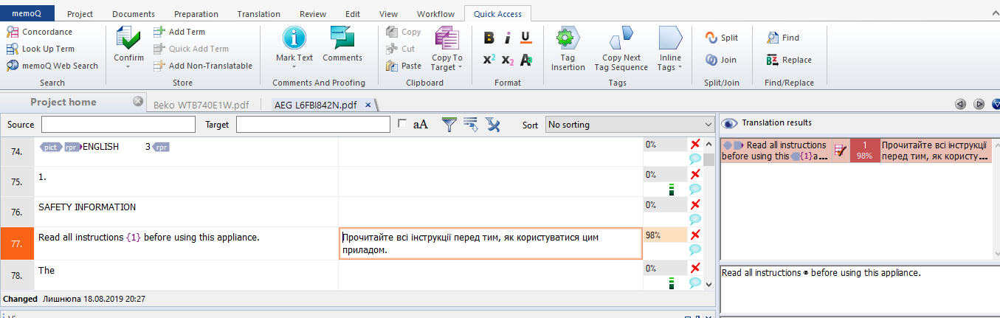 memoQ Project Documents Preparation Translation Review Edit View Workflow Quick Access
Concordance
Look Up Term
memoQ Web Search
Search
Confirm
Add Term
Quick Add Term
Add Non-Translatable
Store
Mark Text
Comments
Comments And Proofing
Copy
Cut
Paste
Copy To
Target
Clipboard
B i U
x² x₂ A
Format
Tag
Insertion
Copy Next
Tag Sequence
Inline
Tags
Tags
Split
Join
Split/Join
Find
Replace
Find/Replace
Project home Beko WTB740E1W.pdf AEG L6FBI842N.pdf
Source Target aA Sort No sorting
74. pict rpr ENGLISH 3 rpr 0%
75. 1. 0%
76. SAFETY INFORMATION 0%
77. Read all instructions {1} before using this appliance. Прочитайте всі інструкції перед тим, як користуватися цим 98%
приладом.
78. The 0%
Changed Лишнюпа 18.08.2019 20:27
Translation results
Read all instructions 1 Прочитайте всі інструкції
before using this {1}a... 98% перед тим, як користу...
Read all instructions before using this appliance.